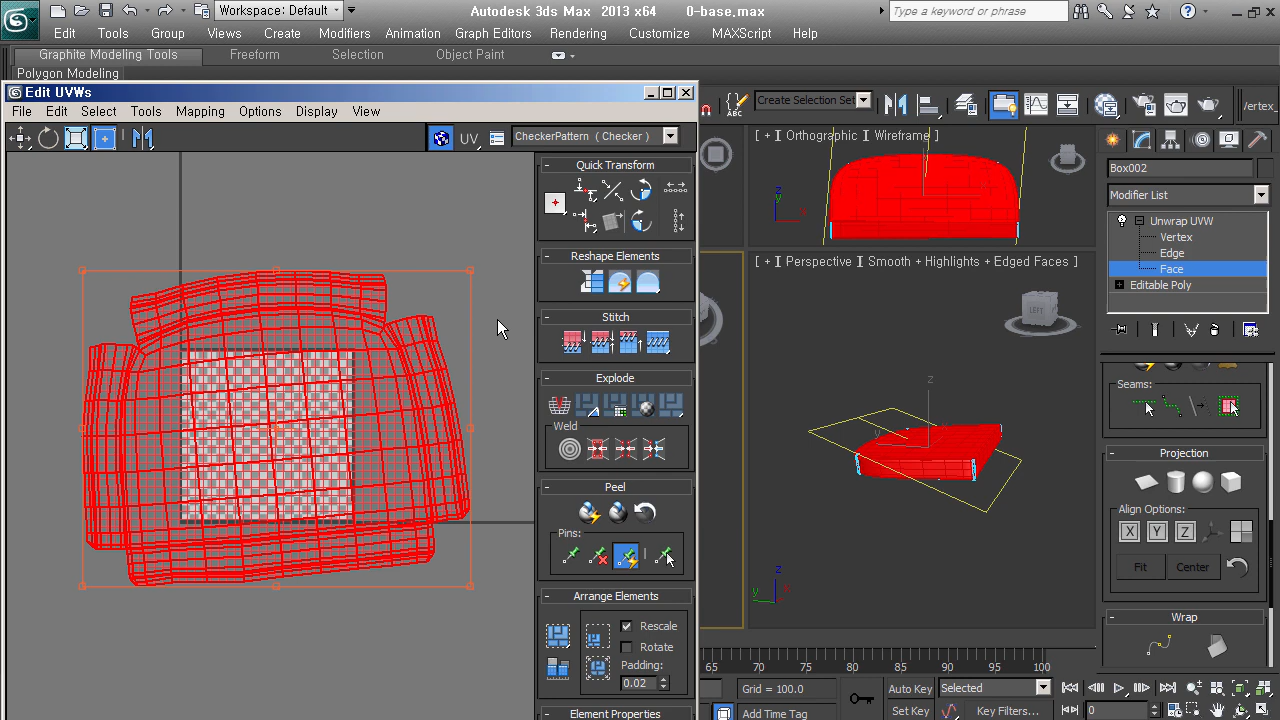 Workspace: Default
Autodesk 3ds Max 2013 x64 0-base.max
Type a keyword or phrase
Edit Tools Group Views Create Modifiers Animation Graph Editors Rendering Customize MAXScript Help
Graphite Modeling Tools Freeform Selection Object Paint
Polygon Modeling
Edit UVWs
File Edit Select Tools Mapping Options Display View
UV
CheckerPattern ( Checker )
Quick Transform
Reshape Elements
Stitch
Explode
Weld
Peel
Pins:
Arrange Elements
Rescale
Rotate
Padding:
0.02
Element Properties
ABC
Create Selection Set
/ertex
[ + ] [ Orthographic ] [ Wireframe ]
z
y
[ + ] [ Perspective ] [ Smooth + Highlights + Edged Faces ]
LEFT
z
y
z
y
Box002
Modifier List
Unwrap UVW
Vertex
Edge
Face
Editable Poly
Seams:
Projection
Align Options:
X Y Z
Fit Center
Wrap
65 70 75 80 85 90 95 100
Grid = 100.0
Add Time Tag
Auto Key Selected
Set Key Key Filters...
0